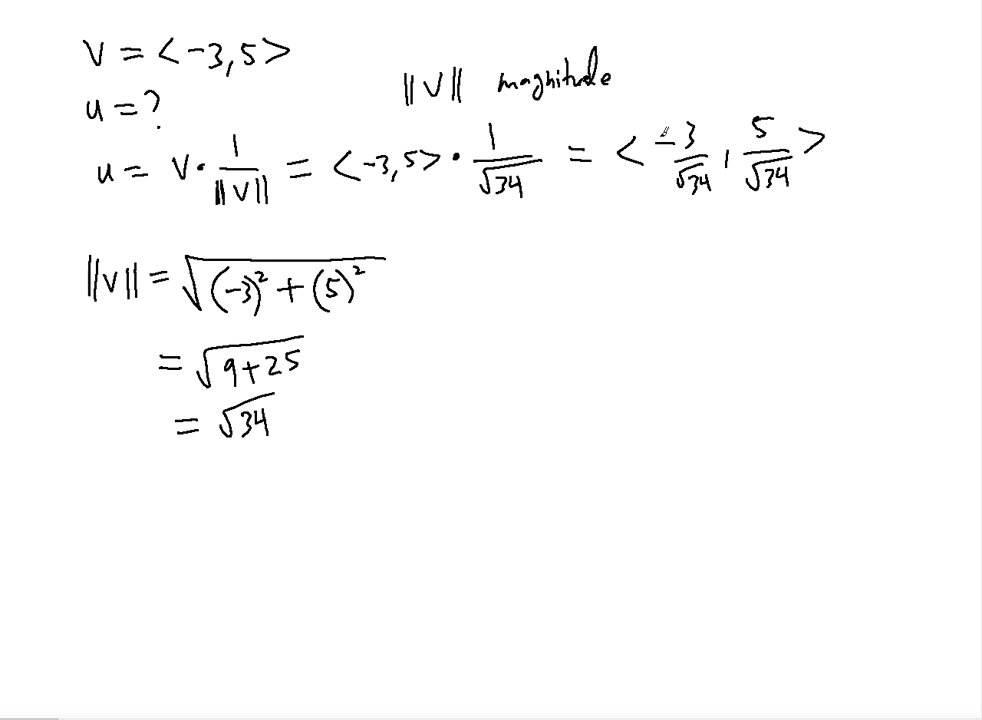 v = <-3,5>
||v|| magnitude
u = ?
u = v · 1/||v|| = <-3,5> · 1/√34 = < -3/√34 , 5/√34 >
||v|| = √((-3)² + (5)²)
= √(9+25)
= √34